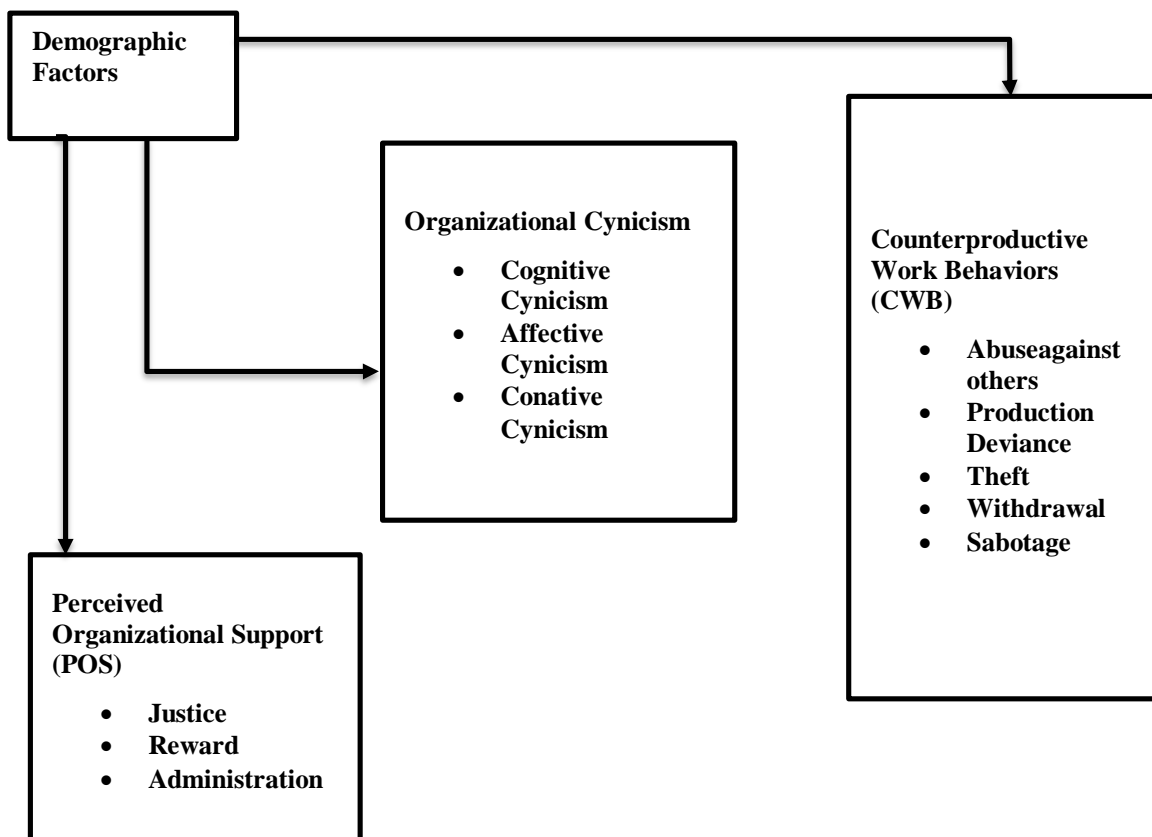 Demographic
Factors
Organizational Cynicism
• Cognitive
Cynicism
• Affective
Cynicism
• Conative
Cynicism
Counterproductive
Work Behaviors
(CWB)
• Abuseagainst
others
• Production
Deviance
• Theft
• Withdrawal
• Sabotage
Perceived
Organizational Support
(POS)
• Justice
• Reward
• Administration